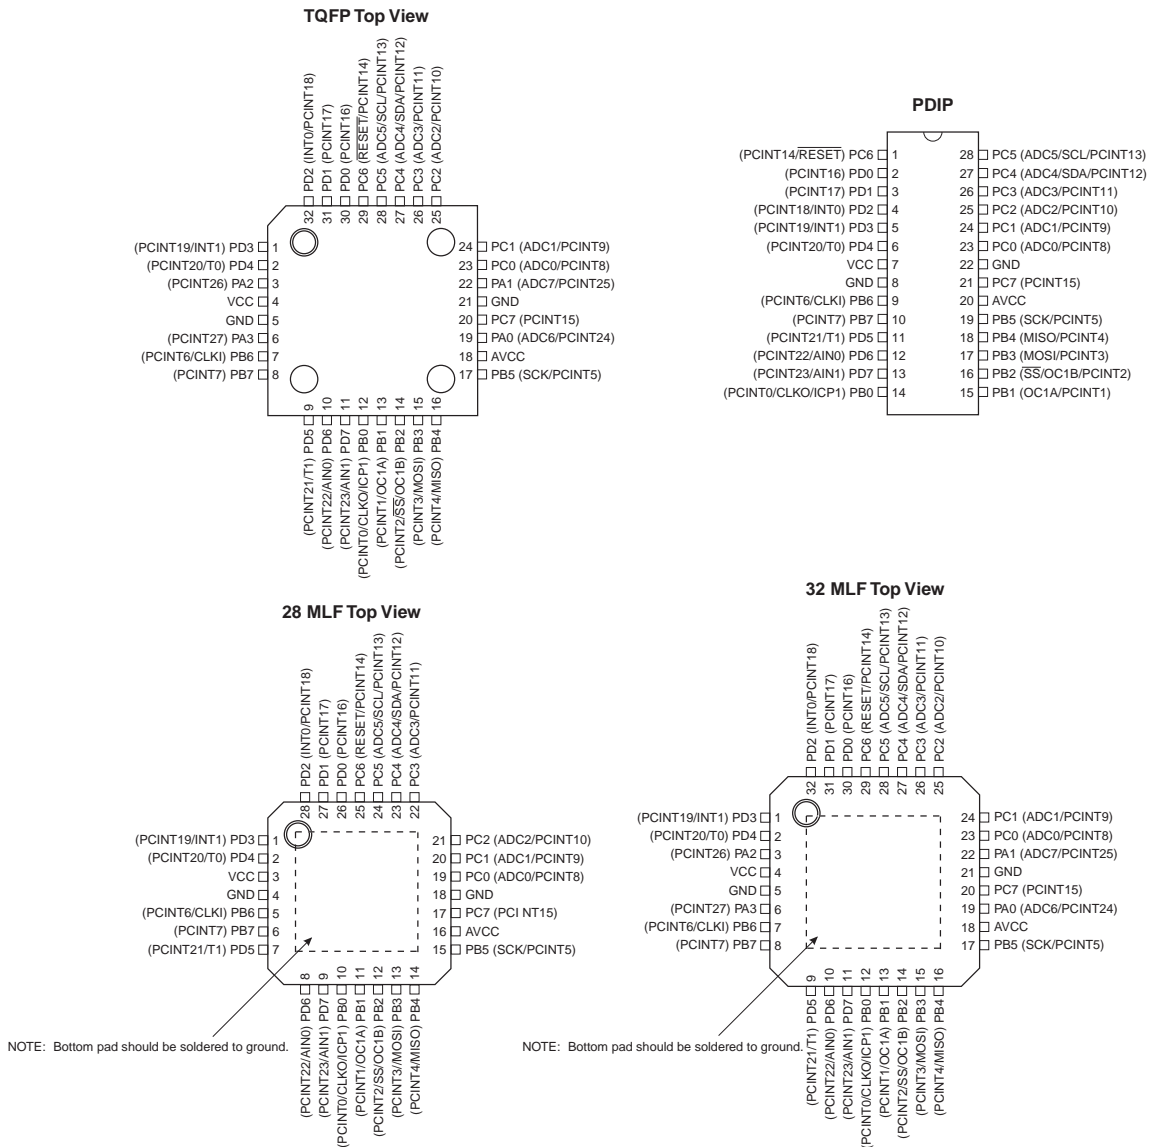 TQFP Top View
PD2 (INT0/PCINT18)
PD1 (PCINT17)
PD0 (PCINT16)
PC6 (RESET/PCINT14)
PC5 (ADC5/SCL/PCINT13)
PC4 (ADC4/SDA/PCINT12)
PC3 (ADC3/PCINT11)
PC2 (ADC2/PCINT10)
32 31 30 29 28 27 26 25
(PCINT19/INT1) PD3 1
(PCINT20/T0) PD4 2
(PCINT26) PA2 3
VCC 4
GND 5
(PCINT27) PA3 6
(PCINT6/CLKI) PB6 7
(PCINT7) PB7 8
24 PC1 (ADC1/PCINT9)
23 PC0 (ADC0/PCINT8)
22 PA1 (ADC7/PCINT25)
21 GND
20 PC7 (PCINT15)
19 PA0 (ADC6/PCINT24)
18 AVCC
17 PB5 (SCK/PCINT5)
9 10 11 12 13 14 15 16
(PCINT21/T1) PD5
(PCINT22/AIN0) PD6
(PCINT23/AIN1) PD7
(PCINT0/CLKO/ICP1) PB0
(PCINT1/OC1A) PB1
(PCINT2/SS/OC1B) PB2
(PCINT3/MOSI) PB3
(PCINT4/MISO) PB4
PDIP
(PCINT14/RESET) PC6 1
(PCINT16) PD0 2
(PCINT17) PD1 3
(PCINT18/INT0) PD2 4
(PCINT19/INT1) PD3 5
(PCINT20/T0) PD4 6
VCC 7
GND 8
(PCINT6/CLKI) PB6 9
(PCINT7) PB7 10
(PCINT21/T1) PD5 11
(PCINT22/AIN0) PD6 12
(PCINT23/AIN1) PD7 13
(PCINT0/CLKO/ICP1) PB0 14
28 PC5 (ADC5/SCL/PCINT13)
27 PC4 (ADC4/SDA/PCINT12)
26 PC3 (ADC3/PCINT11)
25 PC2 (ADC2/PCINT10)
24 PC1 (ADC1/PCINT9)
23 PC0 (ADC0/PCINT8)
22 GND
21 PC7 (PCINT15)
20 AVCC
19 PB5 (SCK/PCINT5)
18 PB4 (MISO/PCINT4)
17 PB3 (MOSI/PCINT3)
16 PB2 (SS/OC1B/PCINT2)
15 PB1 (OC1A/PCINT1)
28 MLF Top View
PD2 (INT0/PCINT18)
PD1 (PCINT17)
PD0 (PCINT16)
PC6 (RESET/PCINT14)
PC5 (ADC5/SCL/PCINT13)
PC4 (ADC4/SDA/PCINT12)
PC3 (ADC3/PCINT11)
28 27 26 25 24 23 22
(PCINT19/INT1) PD3 1
(PCINT20/T0) PD4 2
VCC 3
GND 4
(PCINT6/CLKI) PB6 5
(PCINT7) PB7 6
(PCINT21/T1) PD5 7
21 PC2 (ADC2/PCINT10)
20 PC1 (ADC1/PCINT9)
19 PC0 (ADC0/PCINT8)
18 GND
17 PC7 (PCI NT15)
16 AVCC
15 PB5 (SCK/PCINT5)
8 9 10 11 12 13 14
(PCINT22/AIN0) PD6
(PCINT23/AIN1) PD7
(PCINT0/CLKO/ICP1) PB0
(PCINT1/OC1A) PB1
(PCINT2/SS/OC1B) PB2
(PCINT3/MOSI) PB3
(PCINT4/MISO) PB4
NOTE: Bottom pad should be soldered to ground.
32 MLF Top View
PD2 (INT0/PCINT18)
PD1 (PCINT17)
PD0 (PCINT16)
PC6 (RESET/PCINT14)
PC5 (ADC5/SCL/PCINT13)
PC4 (ADC4/SDA/PCINT12)
PC3 (ADC3/PCINT11)
PC2 (ADC2/PCINT10)
32 31 30 29 28 27 26 25
(PCINT19/INT1) PD3 1
(PCINT20/T0) PD4 2
(PCINT26) PA2 3
VCC 4
GND 5
(PCINT27) PA3 6
(PCINT6/CLKI) PB6 7
(PCINT7) PB7 8
24 PC1 (ADC1/PCINT9)
23 PC0 (ADC0/PCINT8)
22 PA1 (ADC7/PCINT25)
21 GND
20 PC7 (PCINT15)
19 PA0 (ADC6/PCINT24)
18 AVCC
17 PB5 (SCK/PCINT5)
9 10 11 12 13 14 15 16
(PCINT21/T1) PD5
(PCINT22/AIN0) PD6
(PCINT23/AIN1) PD7
(PCINT0/CLKO/ICP1) PB0
(PCINT1/OC1A) PB1
(PCINT2/SS/OC1B) PB2
(PCINT3/MOSI) PB3
(PCINT4/MISO) PB4
NOTE: Bottom pad should be soldered to ground.